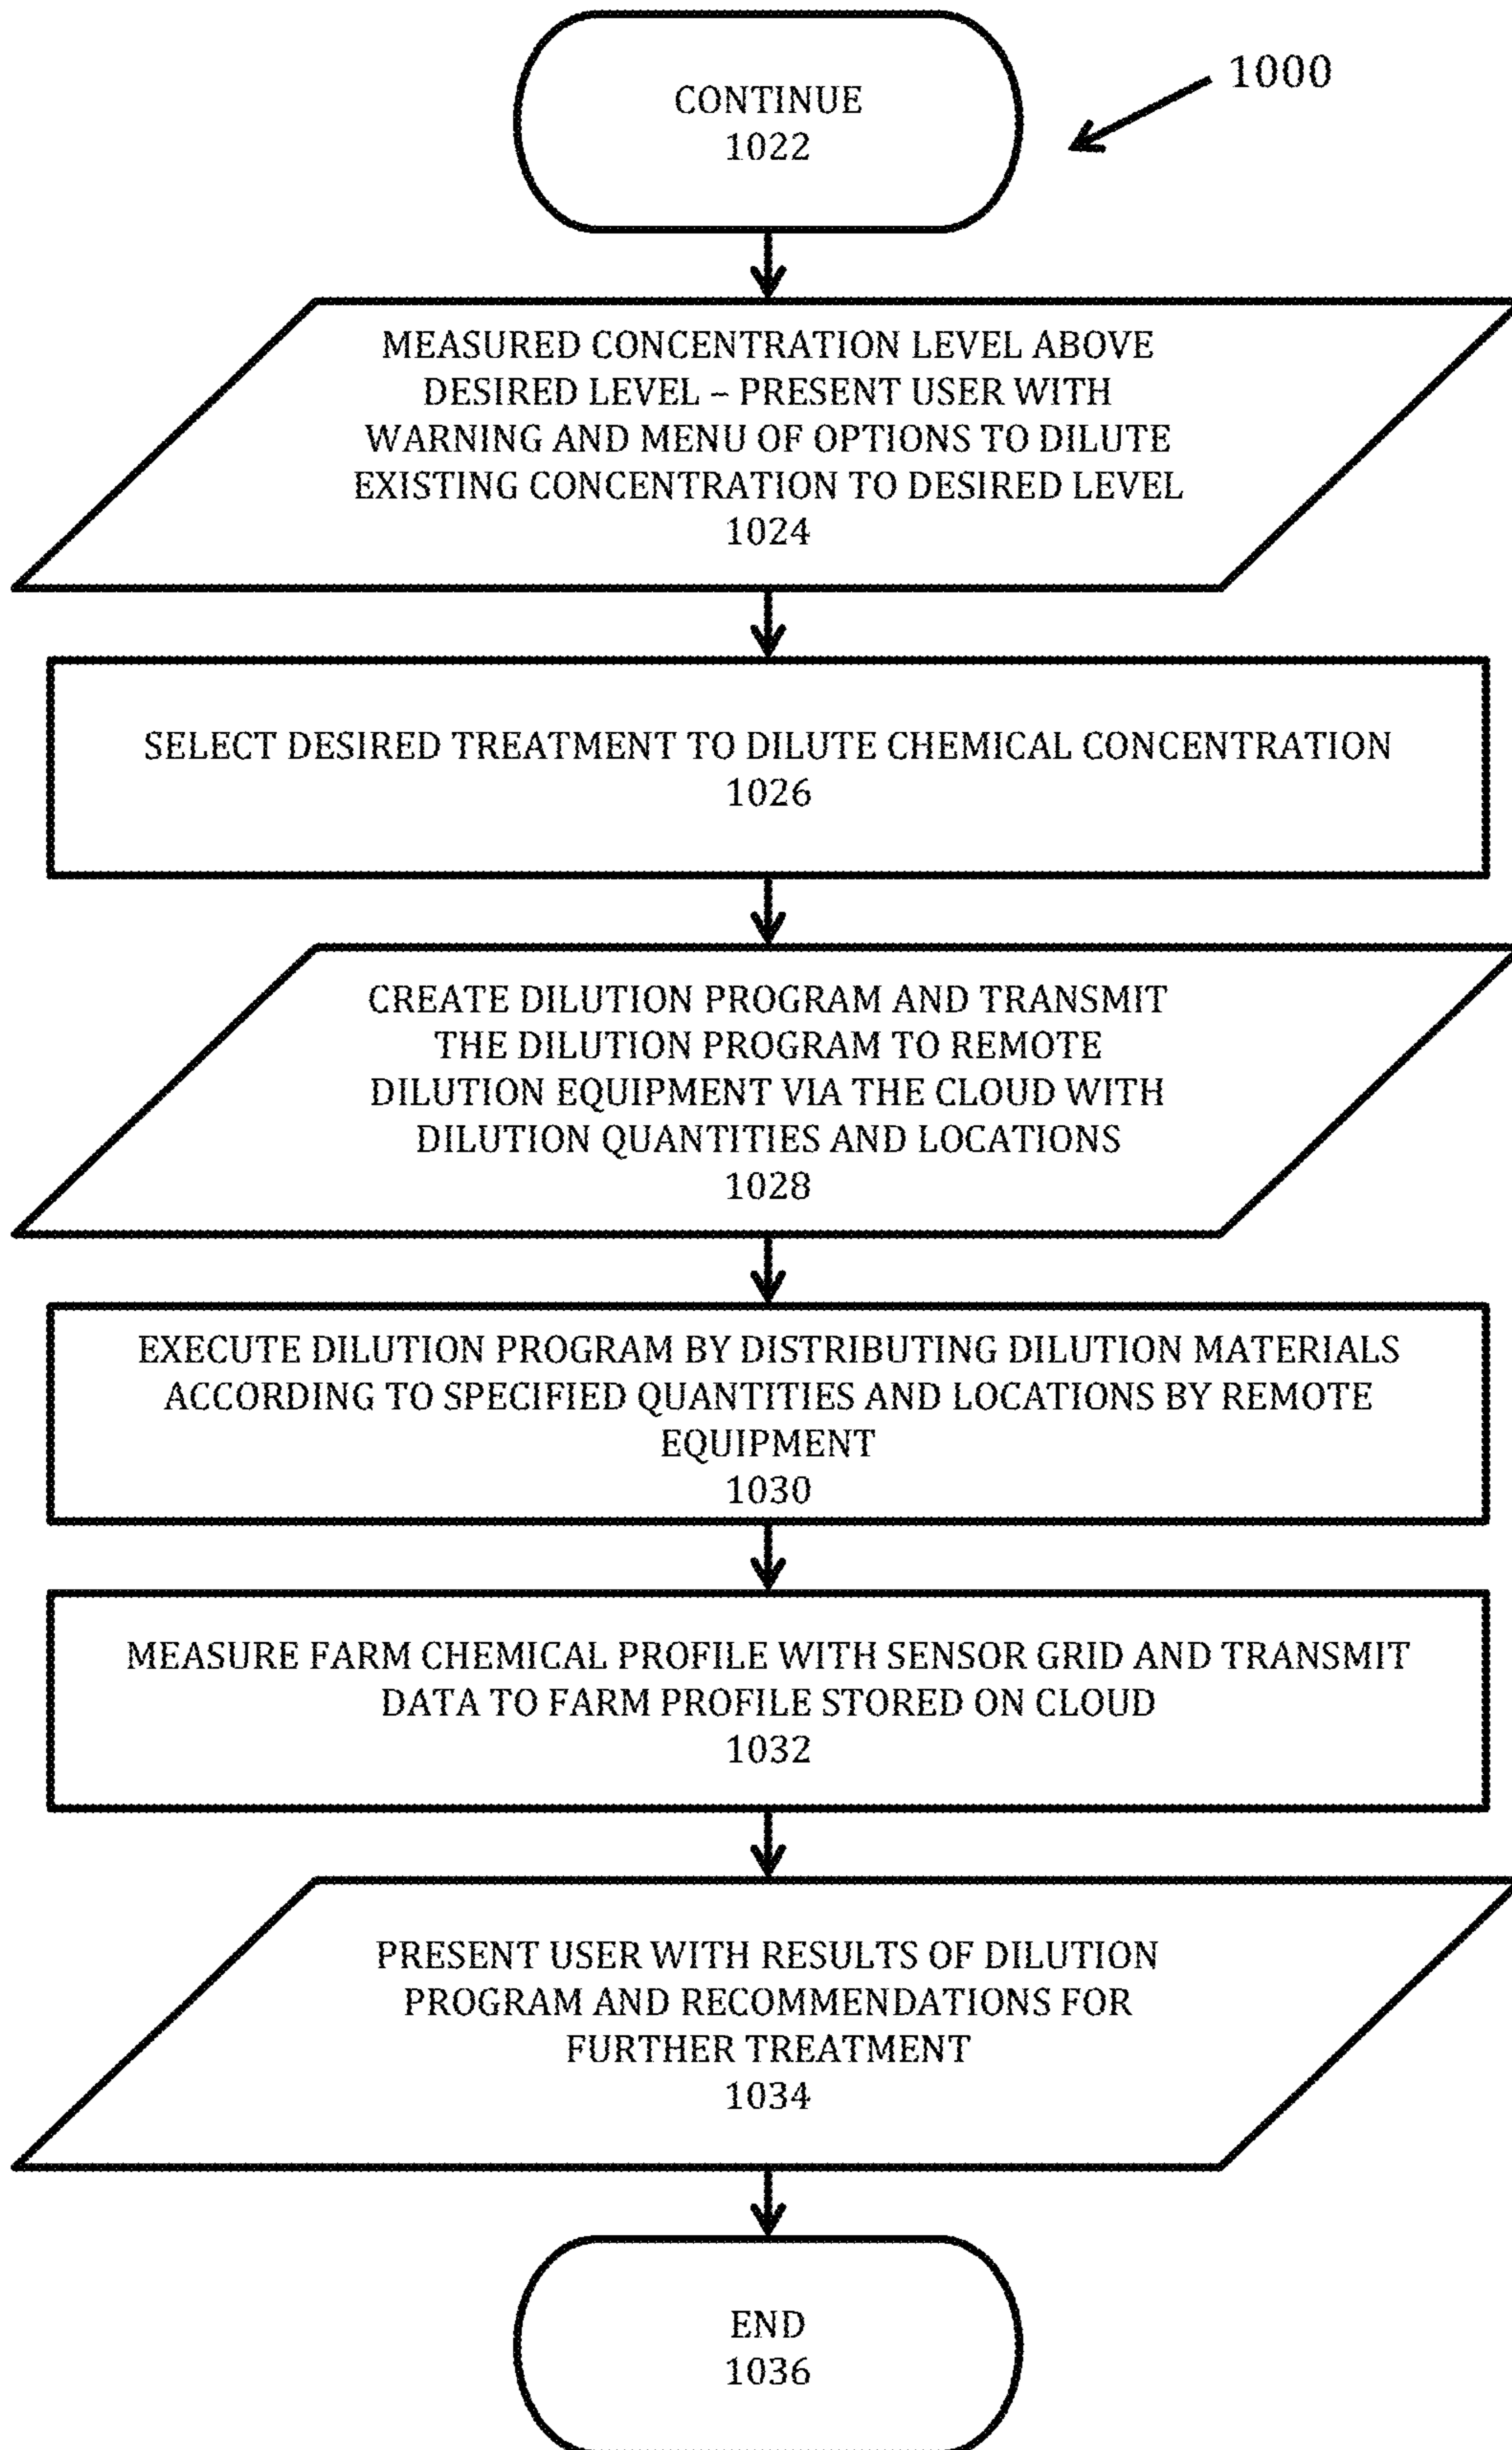 1000
CONTINUE
1022
MEASURED CONCENTRATION LEVEL ABOVE
DESIRED LEVEL – PRESENT USER WITH
WARNING AND MENU OF OPTIONS TO DILUTE
EXISTING CONCENTRATION TO DESIRED LEVEL
1024
SELECT DESIRED TREATMENT TO DILUTE CHEMICAL CONCENTRATION
1026
CREATE DILUTION PROGRAM AND TRANSMIT
THE DILUTION PROGRAM TO REMOTE
DILUTION EQUIPMENT VIA THE CLOUD WITH
DILUTION QUANTITIES AND LOCATIONS
1028
EXECUTE DILUTION PROGRAM BY DISTRIBUTING DILUTION MATERIALS
ACCORDING TO SPECIFIED QUANTITIES AND LOCATIONS BY REMOTE
EQUIPMENT
1030
MEASURE FARM CHEMICAL PROFILE WITH SENSOR GRID AND TRANSMIT
DATA TO FARM PROFILE STORED ON CLOUD
1032
PRESENT USER WITH RESULTS OF DILUTION
PROGRAM AND RECOMMENDATIONS FOR
FURTHER TREATMENT
1034
END
1036